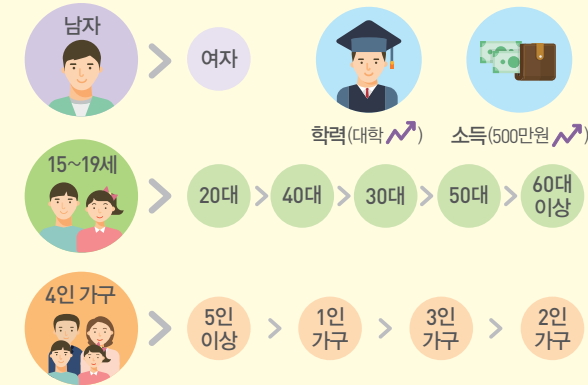 남자
여자
학력(대학 )
소득(500만원 )
15~19세
20대
40대
30대
50대
60대
이상
4인 가구
5인
이상
1인
가구
3인
가구
2인
가구